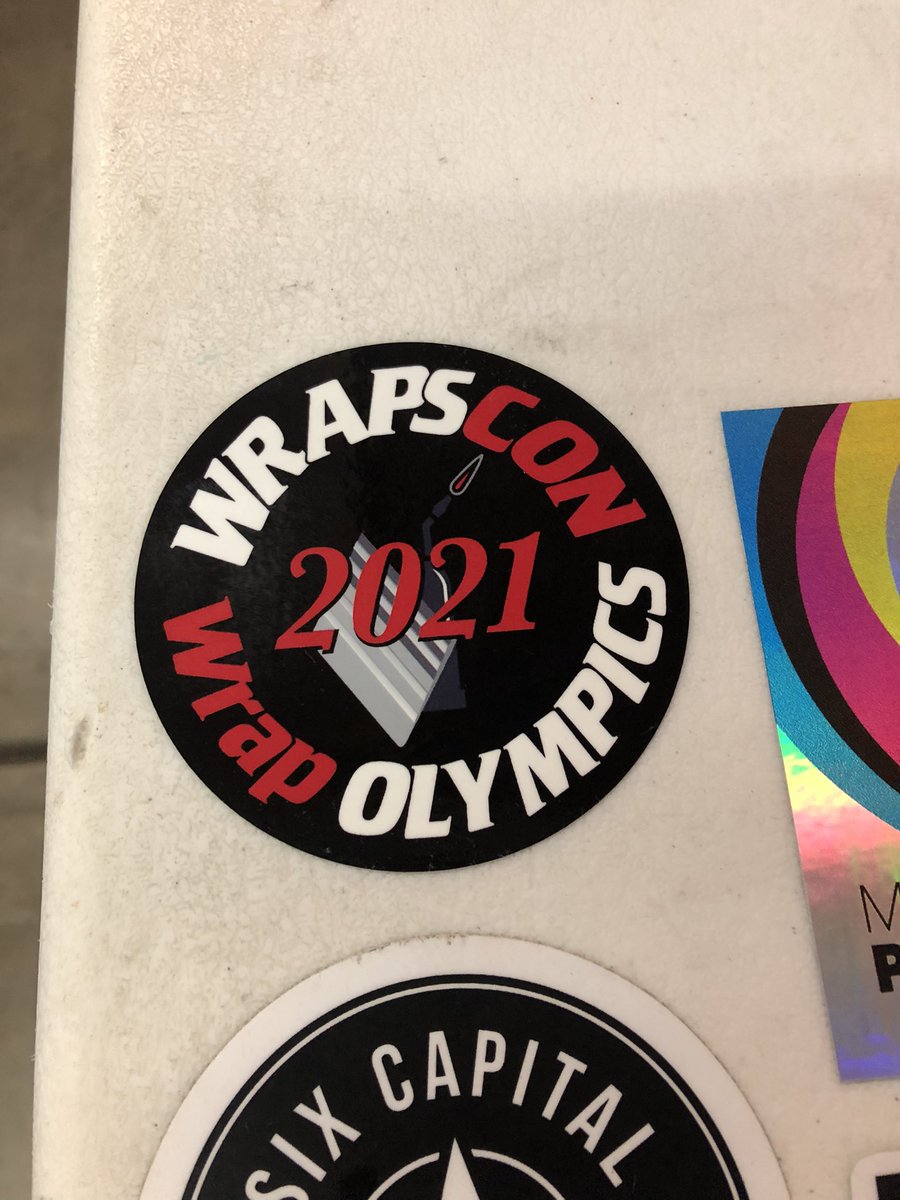 WRAPSCON
2021
Wrap OLYMPICS
SIX CAPITAL